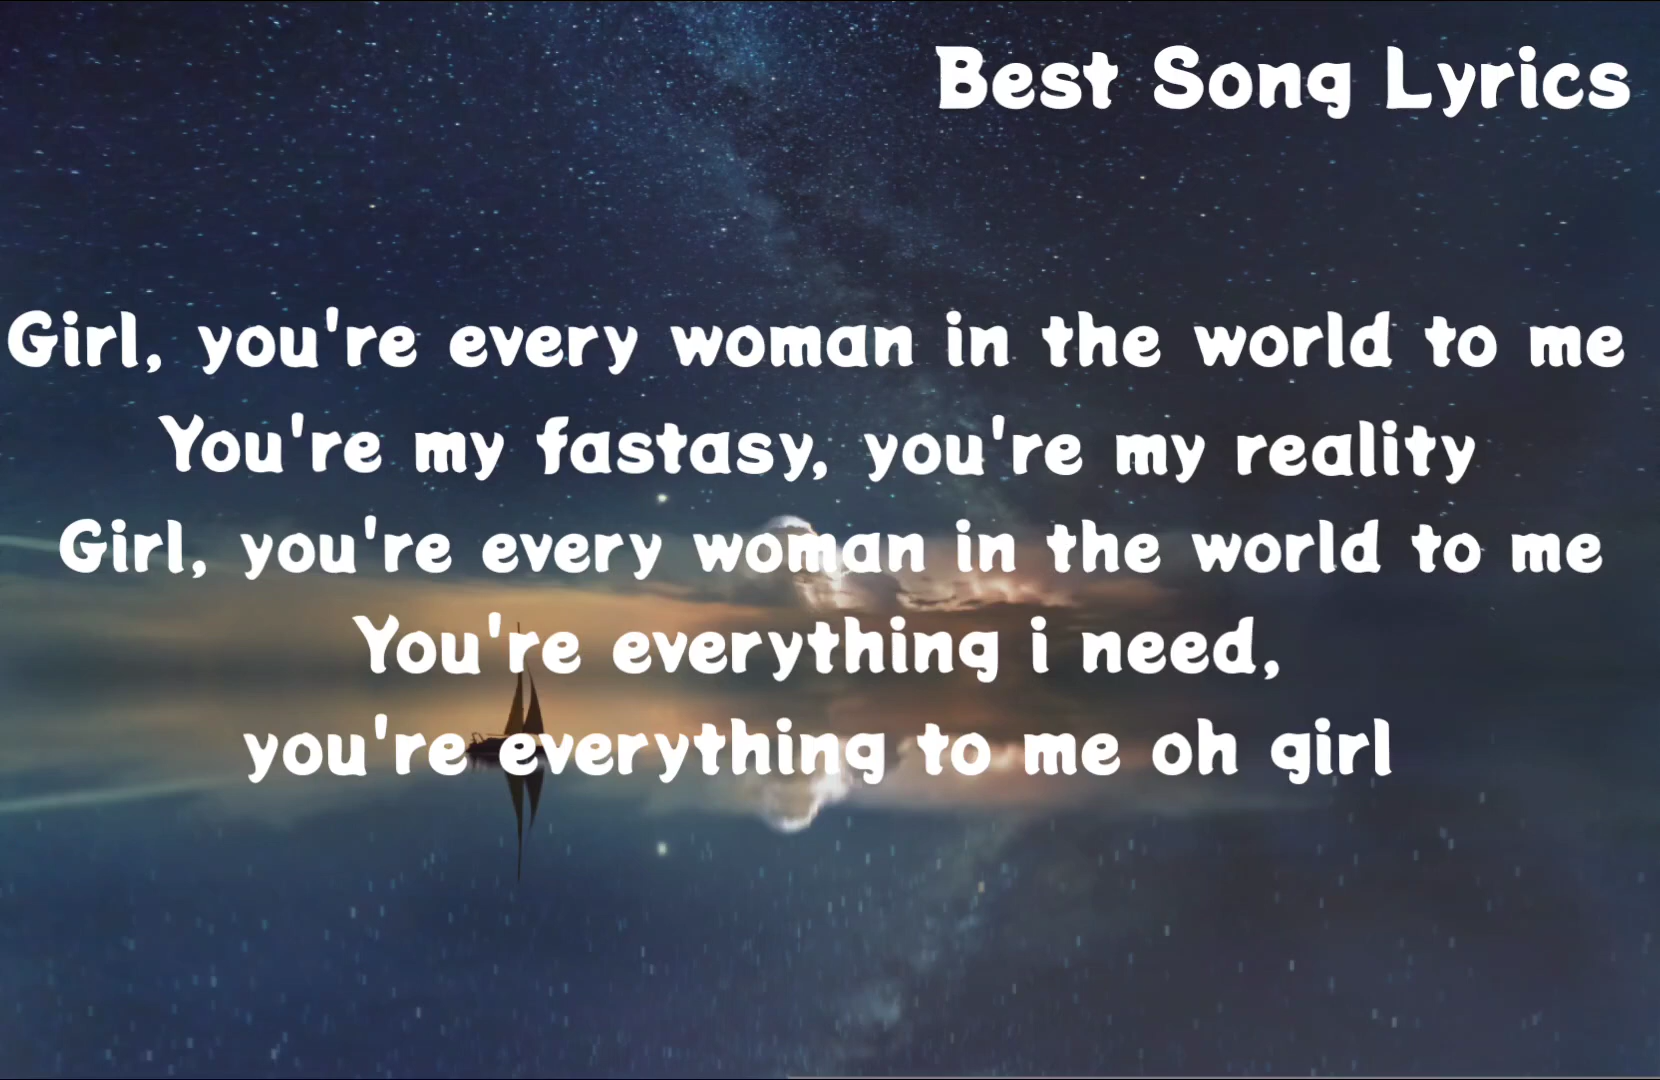 Best Song Lyrics
Girl, you're every woman in the world to me
You're my fastasy, you're my reality
Girl, you're every woman in the world to me
You're everything i need,
you're everything to me oh girl